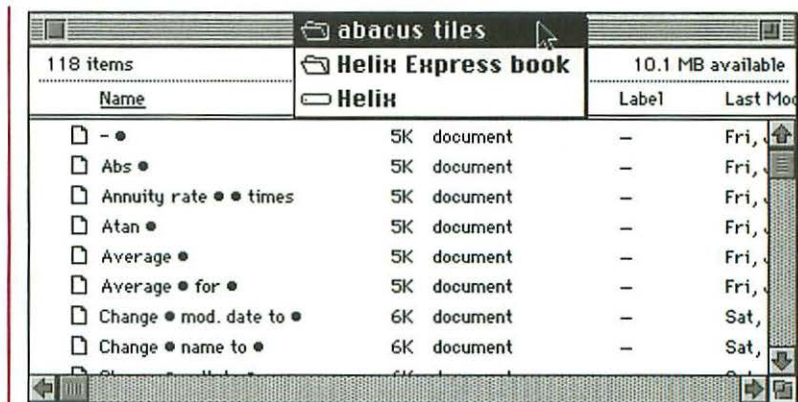 abacus tiles
Helix Express book
Helix
118 items 10.1 MB available
Name Label Last Mod
– ● 5K document – Fri,
Abs ● 5K document – Fri,
Annuity rate ● ● times 5K document – Fri,
Atan ● 5K document – Fri,
Average ● 5K document – Fri,
Average ● for ● 5K document – Fri,
Change ● mod. date to ● 6K document – Sat,
Change ● name to ● 6K document – Sat,